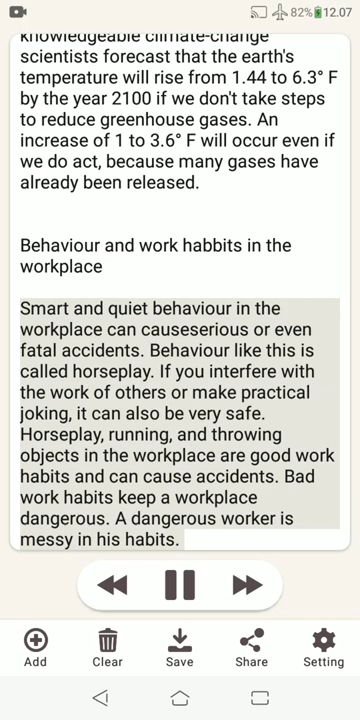 82% 12.07
knowledgeable climate-change
scientists forecast that the earth's
temperature will rise from 1.44 to 6.3° F
by the year 2100 if we don't take steps
to reduce greenhouse gases. An
increase of 1 to 3.6° F will occur even if
we do act, because many gases have
already been released.
Behaviour and work habbits in the
workplace
Smart and quiet behaviour in the
workplace can causeserious or even
fatal accidents. Behaviour like this is
called horseplay. If you interfere with
the work of others or make practical
joking, it can also be very safe.
Horseplay, running, and throwing
objects in the workplace are good work
habits and can cause accidents. Bad
work habits keep a workplace
dangerous. A dangerous worker is
messy in his habits.
Add Clear Save Share Setting